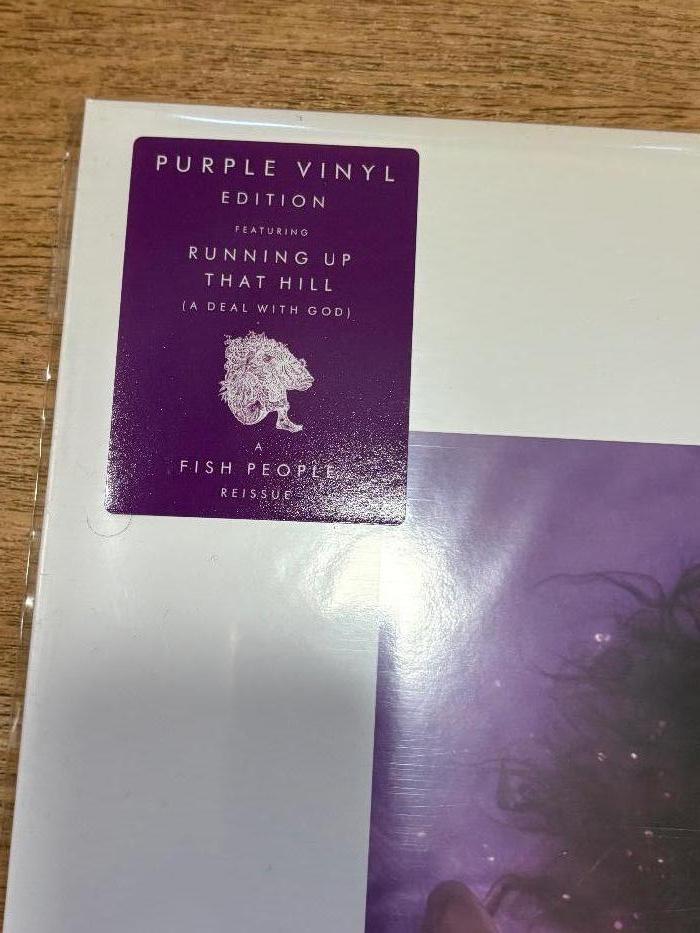 PURPLE VINYL
EDITION
FEATURING
RUNNING UP
THAT HILL
(A DEAL WITH GOD)
A
FISH PEOPLE
REISSUE